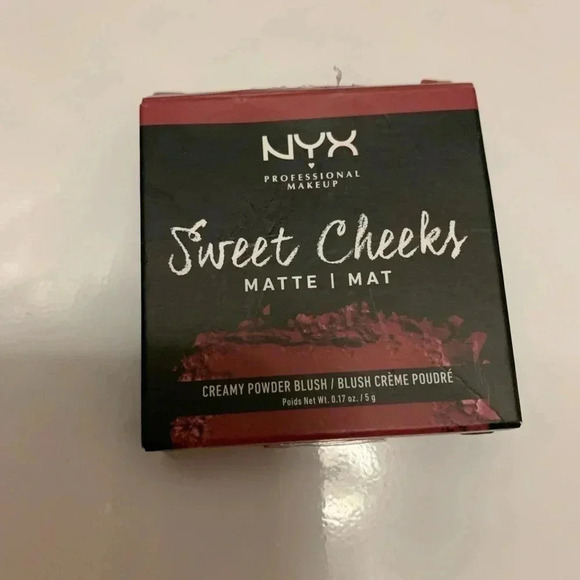 NYX
PROFESSIONAL
MAKEUP
Sweet Cheeks
MATTE | MAT
CREAMY POWDER BLUSH / BLUSH CRÈME POUDRÉ
Poids Net Wt. 0.17 oz. / 5 g